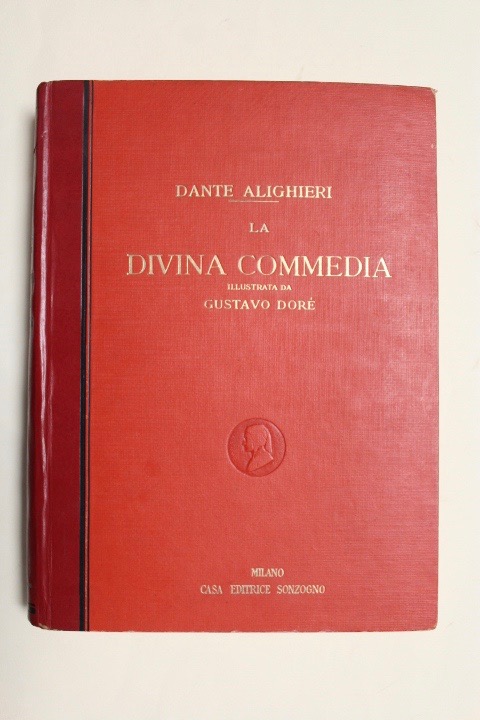 DANTE ALIGHIERI
LA
DIVINA COMMEDIA
ILLUSTRATA DA
GUSTAVO DORÉ
MILANO
CASA EDITRICE SONZOGNO